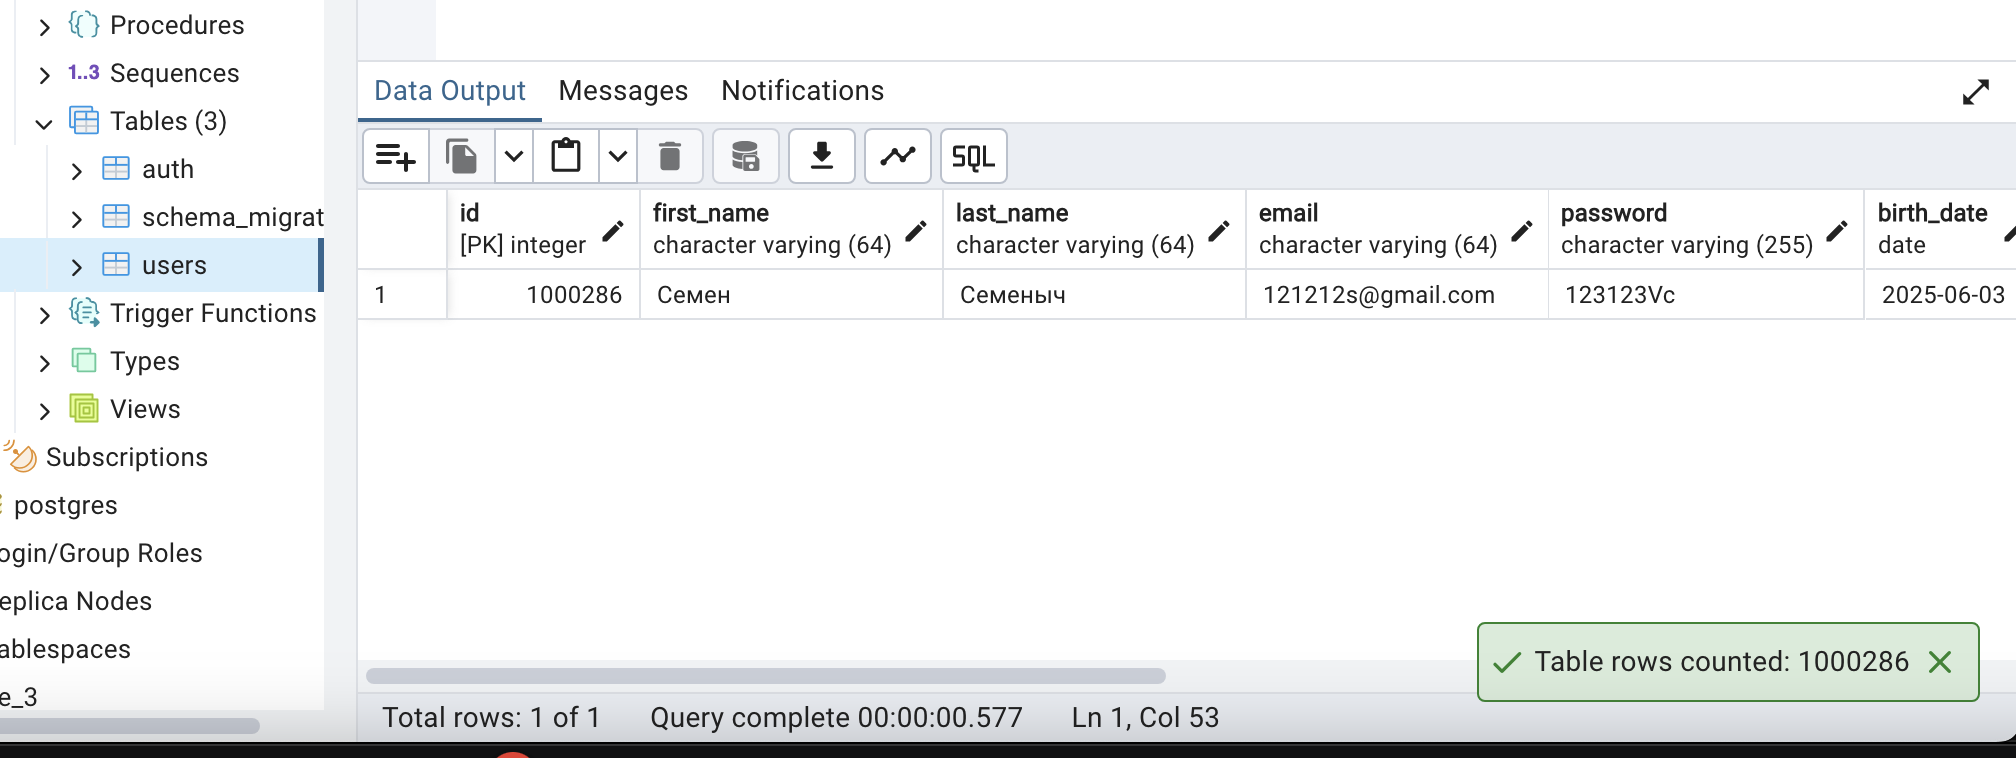 Procedures
1..3 Sequences
Tables (3)
auth
schema_migrat
users
Trigger Functions
Types
Views
Subscriptions
postgres
ogin/Group Roles
eplica Nodes
ablespaces
e_3
Data Output Messages Notifications
SQL
id first_name last_name email password birth_date
[PK] integer character varying (64) character varying (64) character varying (64) character varying (255) date
1 1000286 Семен Семеныч 121212s@gmail.com 123123Vc 2025-06-03
Table rows counted: 1000286
Total rows: 1 of 1 Query complete 00:00:00.577 Ln 1, Col 53